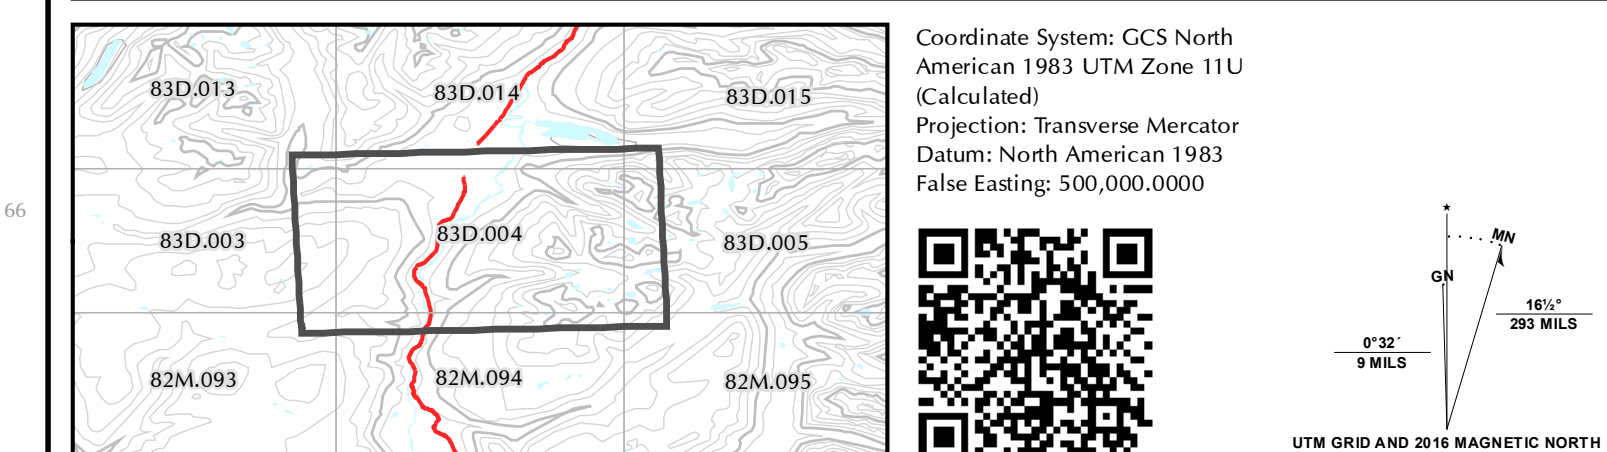 66
83D.013
83D.014
83D.015
83D.003
83D.004
83D.005
82M.093
82M.094
82M.095
Coordinate System: GCS North
American 1983 UTM Zone 11U
(Calculated)
Projection: Transverse Mercator
Datum: North American 1983
False Easting: 500,000.0000
MN
GN
16½°
293 MILS
0°32´
9 MILS
UTM GRID AND 2016 MAGNETIC NORTH